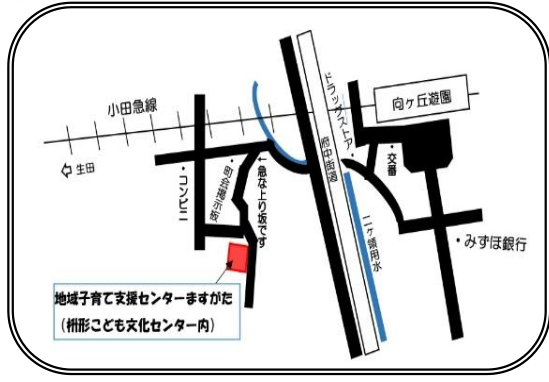 小田急線
向ヶ丘遊園
⇦ 生田
・コンビニ
・町会掲示板
←急な上り坂です
府中街道
ドラッグストア・
・交番
二ヶ領用水
・みずほ銀行
地域子育て支援センターますがた
（枡形こども文化センター内）